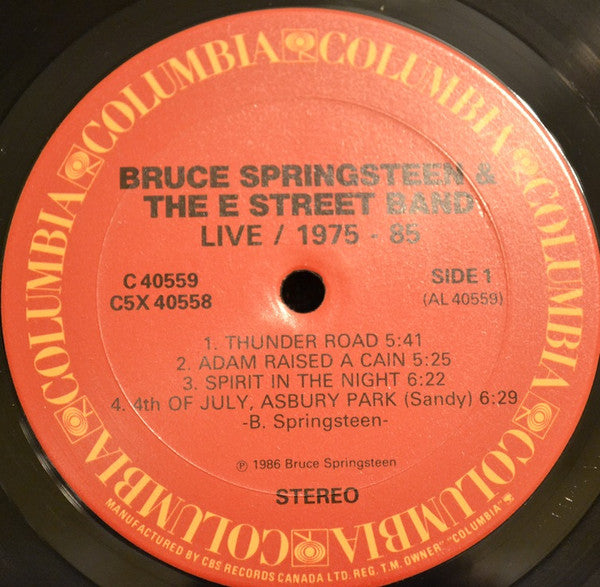 COLUMBIA COLUMBIA COLUMBIA COLUMBIA COLUMBIA COLUMBIA
BRUCE SPRINGSTEEN &
THE E STREET BAND
LIVE / 1975 - 85
C 40559
C5X 40558
SIDE 1
(AL 40559)
1. THUNDER ROAD 5:41
2. ADAM RAISED A CAIN 5:25
3. SPIRIT IN THE NIGHT 6:22
4. 4th OF JULY, ASBURY PARK (Sandy) 6:29
-B. Springsteen-
℗ 1986 Bruce Springsteen
STEREO
MANUFACTURED BY CBS RECORDS CANADA LTD. REG. T.M. OWNER "COLUMBIA"